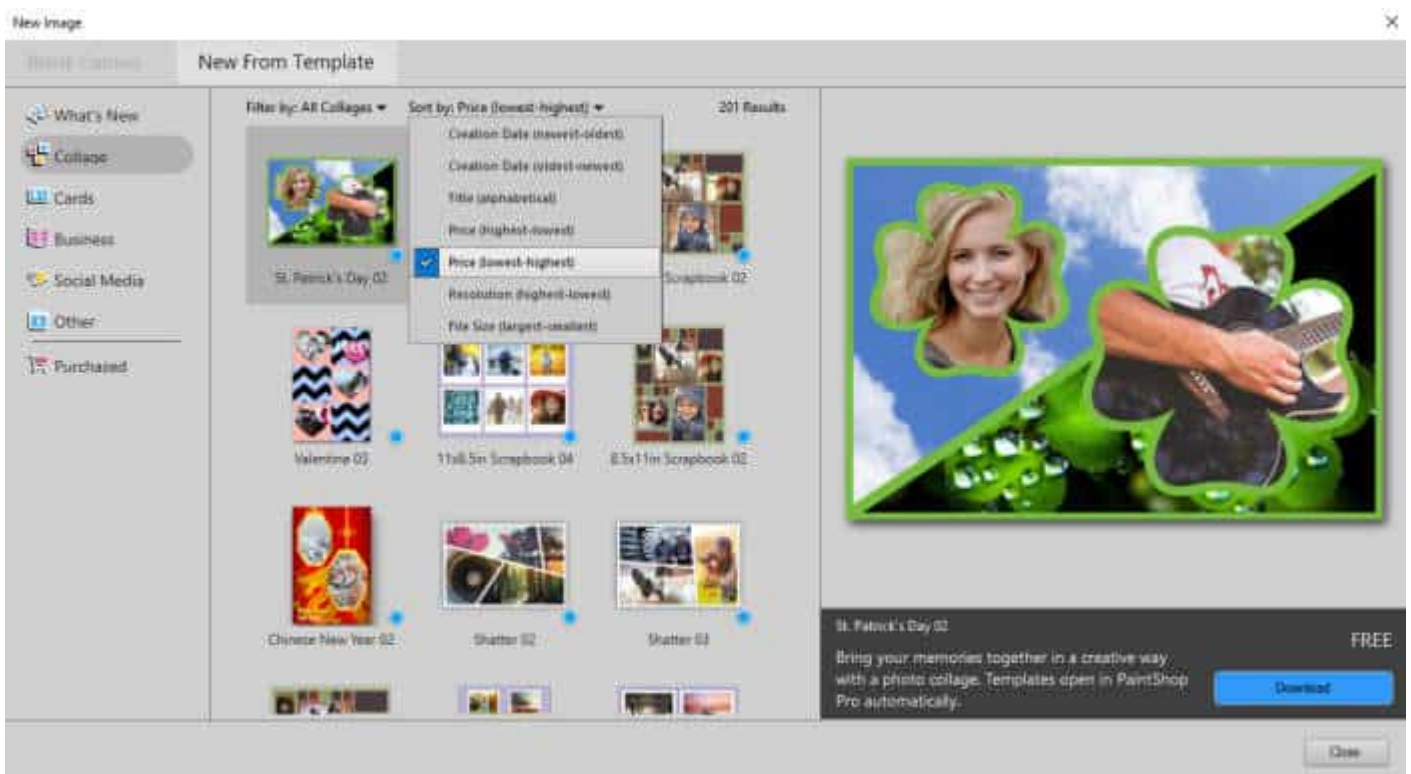 New Image
Blank Canvas
New From Template
What's New
Collage
Cards
Business
Social Media
Other
Purchased
Filter by: All Collages
Sort by: Price (lowest-highest)
201 Results
Creation Date (newest-oldest)
Creation Date (oldest-newest)
Title (alphabetical)
Price (highest-lowest)
Price (lowest-highest)
Resolution (highest-lowest)
File Size (largest-smallest)
St. Patrick's Day 02
Scrapbook 02
Valentine 03
11x8.5in Scrapbook 04
8.5x11in Scrapbook 02
Chinese New Year 02
Shatter 02
Shatter 03
St. Patrick's Day 02
FREE
Bring your memories together in a creative way
with a photo collage. Templates open in PaintShop
Pro automatically.
Download
Close